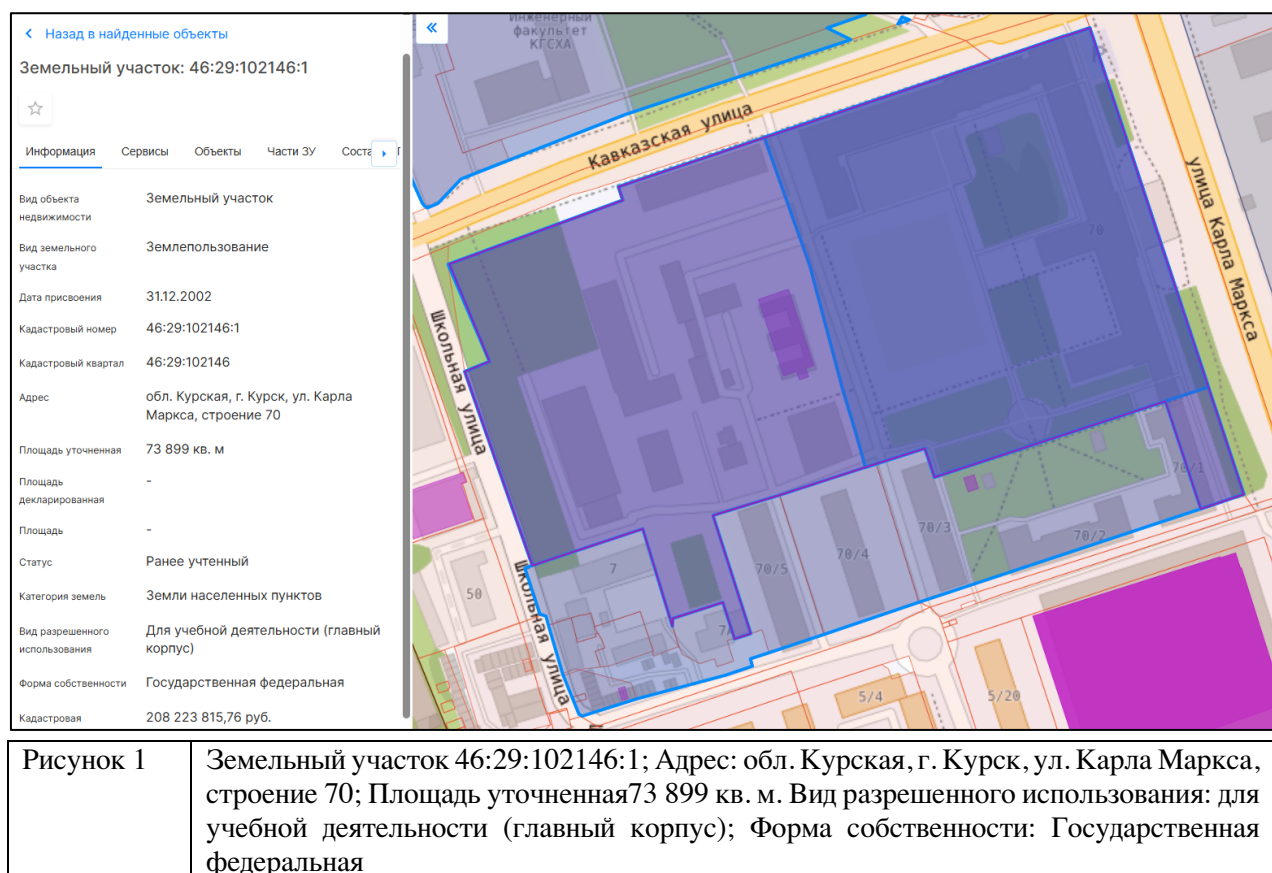 Назад в найденные объекты
Земельный участок: 46:29:102146:1
Информация Сервисы Объекты Части ЗУ Соста
Вид объекта недвижимости Земельный участок
Вид земельного участка Землепользование
Дата присвоения 31.12.2002
Кадастровый номер 46:29:102146:1
Кадастровый квартал 46:29:102146
Адрес обл. Курская, г. Курск, ул. Карла
Маркса, строение 70
Площадь уточненная 73 899 кв. м
Площадь декларированная -
Площадь -
Статус Ранее учтенный
Категория земель Земли населенных пунктов
Вид разрешенного использования Для учебной деятельности (главный
корпус)
Форма собственности Государственная федеральная
Кадастровая 208 223 815,76 руб.
Инженерный
факультет
КГСХА
Кавказская улица
улица Карла Маркса
Школьная улица
Школьная улица
70
70/1
70/2
70/3
70/4
70/5
7
50
5/4
5/20
Рисунок 1
Земельный участок 46:29:102146:1; Адрес: обл. Курская, г. Курск, ул. Карла Маркса,
строение 70; Площадь уточненная73 899 кв. м. Вид разрешенного использования: для
учебной деятельности (главный корпус); Форма собственности: Государственная
федеральная